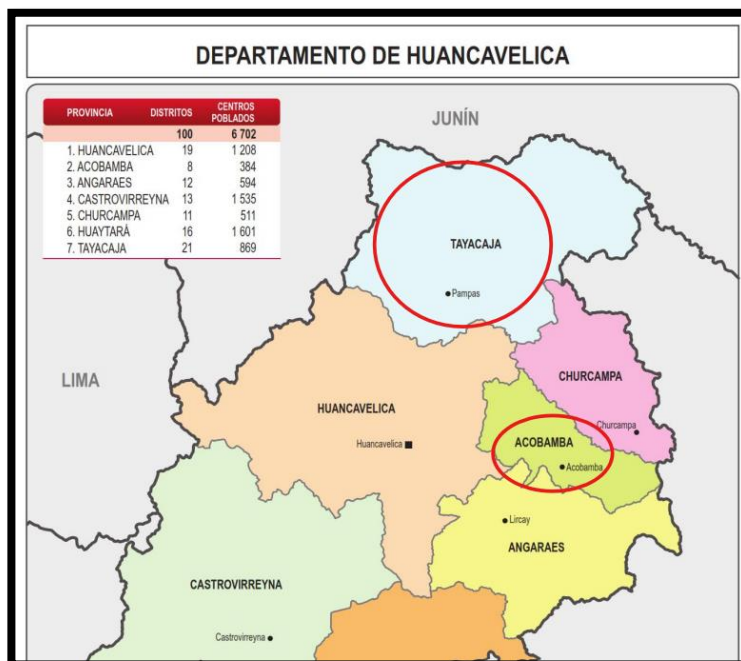 DEPARTAMENTO DE HUANCAVELICA
PROVINCIA DISTRITOS CENTROS POBLADOS
100 6 702
1. HUANCAVELICA 19 1 208
2. ACOBAMBA 8 384
3. ANGARAES 12 594
4. CASTROVIRREYNA 13 1 535
5. CHURCAMPA 11 511
6. HUAYTARÁ 16 1 601
7. TAYACAJA 21 869
JUNÍN
TAYACAJA
Pampas
LIMA
CHURCAMPA
HUANCAVELICA
Churcampa
ACOBAMBA
Huancavelica
Acobamba
Lircay
ANGARAES
CASTROVIRREYNA
Castrovirreyna